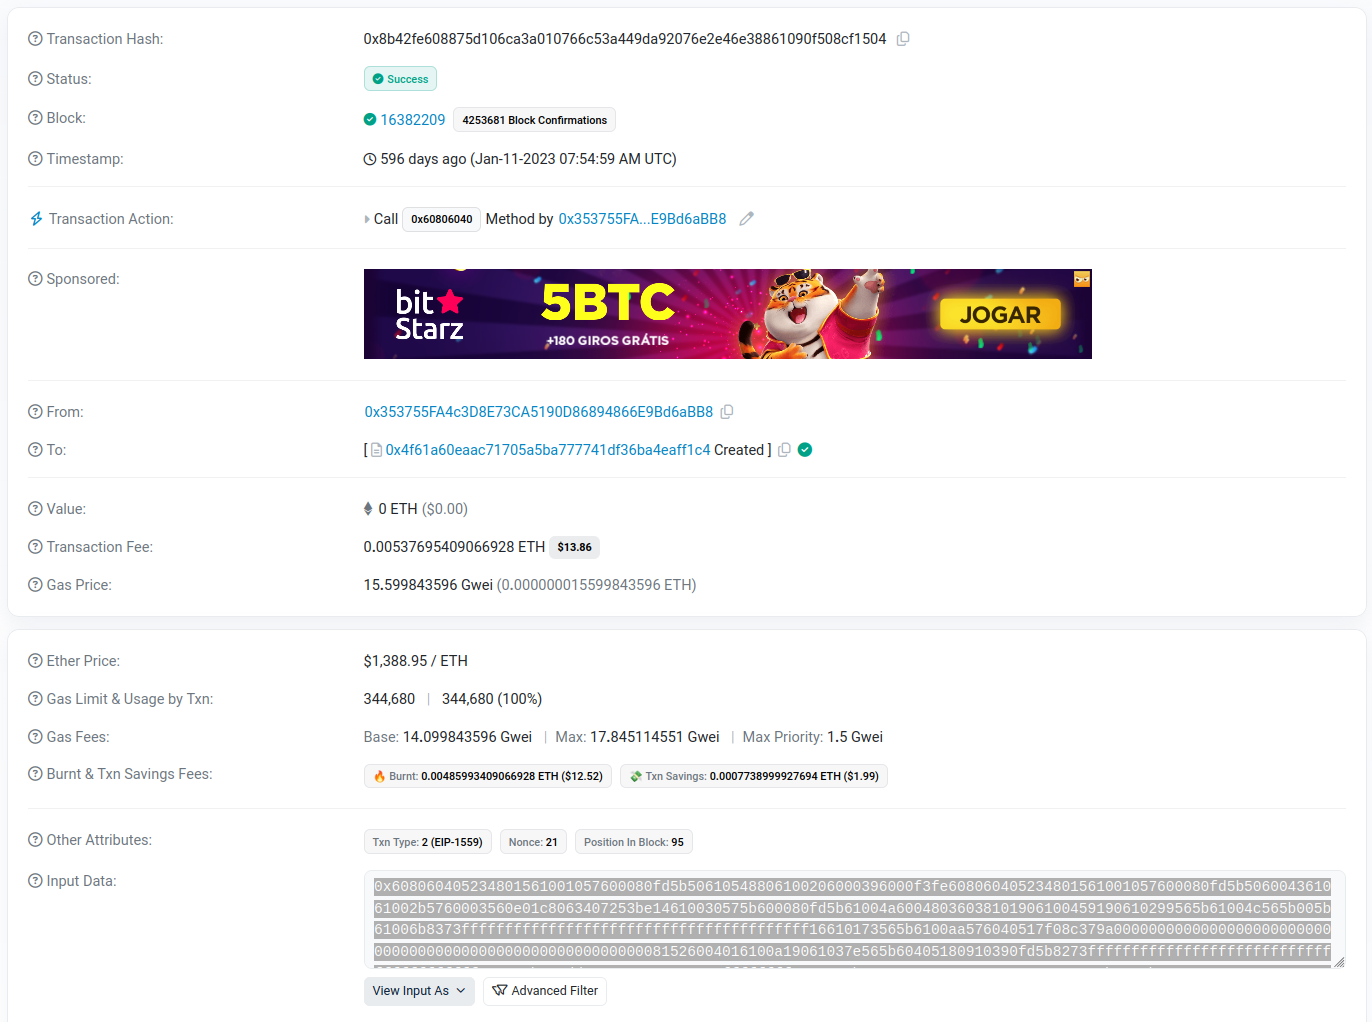 Transaction Hash: 0x8b42fe608875d106ca3a010766c53a449da92076e2e46e38861090f508cf1504
Status: Success
Block: 16382209 4253681 Block Confirmations
Timestamp: 596 days ago (Jan-11-2023 07:54:59 AM UTC)
Transaction Action: Call 0x60806040 Method by 0x353755FA...E9Bd6aBB8
Sponsored:
bit Starz
5BTC
+180 GIROS GRÁTIS
JOGAR
From: 0x353755FA4c3D8E73CA5190D86894866E9Bd6aBB8
To: [ 0x4f61a60eaac71705a5ba777741df36ba4eaff1c4 Created ]
Value: 0 ETH ($0.00)
Transaction Fee: 0.00537695409066928 ETH $13.86
Gas Price: 15.599843596 Gwei (0.000000015599843596 ETH)
Ether Price: $1,388.95 / ETH
Gas Limit & Usage by Txn: 344,680 | 344,680 (100%)
Gas Fees: Base: 14.099843596 Gwei | Max: 17.845114551 Gwei | Max Priority: 1.5 Gwei
Burnt & Txn Savings Fees: Burnt: 0.00485993409066928 ETH ($12.52) Txn Savings: 0.0007738999927694 ETH ($1.99)
Other Attributes: Txn Type: 2 (EIP-1559) Nonce: 21 Position In Block: 95
Input Data: 0x608060405234801561001057600080fd5b50610548806100206000396000f3fe608060405234801561001057600080fd5b5060043610
61002b5760003560e01c8063407253be14610030575b600080fd5b61004a600480360381019061004591906102995​65b61004c565b005b
61006b8373ffffffffffffffffffffffffffffffffffffffff16610173565b6100aa576040517f08c379a000000000000000000000000
000000000000000000000000000000000815260040161​00a19061037e565b60405180910390fd5b8273ffffffffffffffffffffffffffff
View Input As Advanced Filter